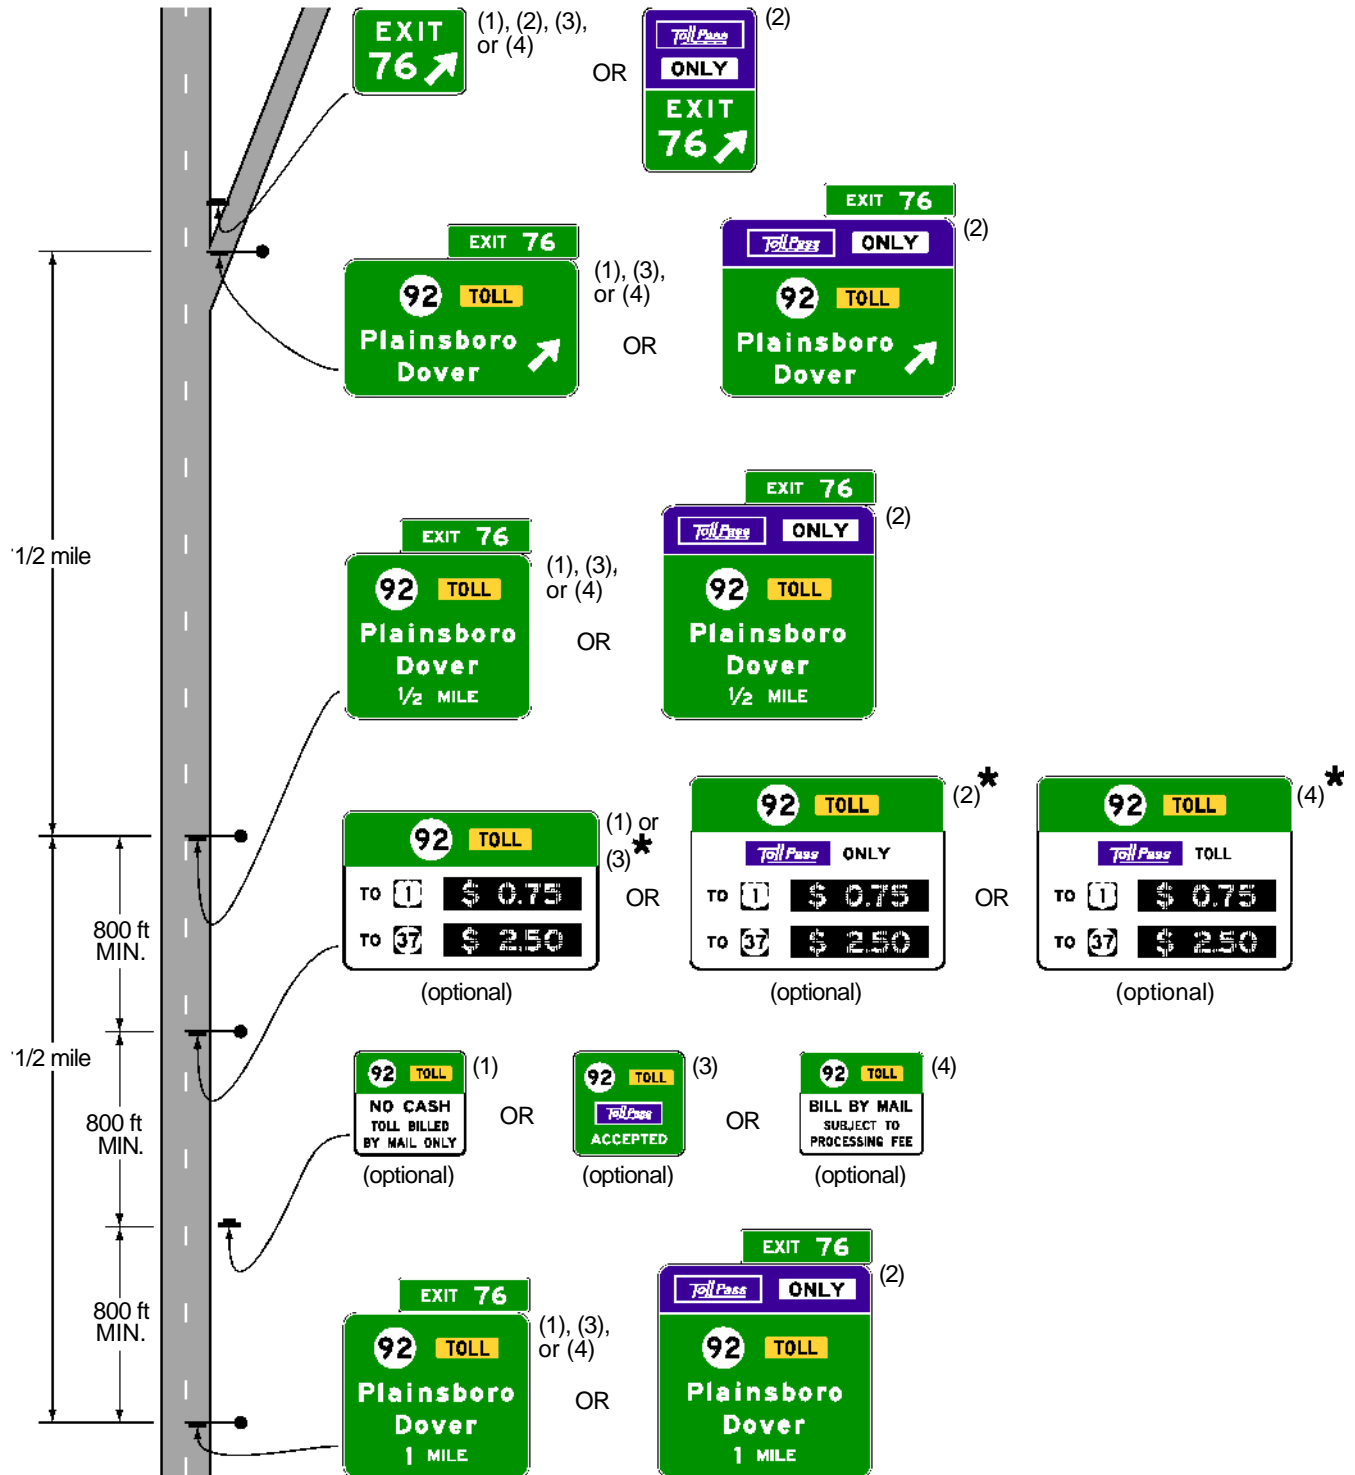 EXIT
76
(1), (2), (3),
or (4)
OR
Toll Pass
ONLY
EXIT
76
(2)
EXIT 76
92 TOLL
Plainsboro
Dover
(1), (3),
or (4)
OR
EXIT 76
Toll Pass ONLY
92 TOLL
Plainsboro
Dover
(2)
1/2 mile
EXIT 76
92 TOLL
Plainsboro
Dover
1/2 MILE
(1), (3),
or (4)
OR
EXIT 76
Toll Pass ONLY
92 TOLL
Plainsboro
Dover
1/2 MILE
(2)
92 TOLL
TO 1 $ 0.75
TO 37 $ 2.50
(optional)
(1) or
(3)*
OR
92 TOLL
Toll Pass ONLY
TO 1 $ 0.75
TO 37 $ 2.50
(optional)
(2)*
OR
92 TOLL
Toll Pass TOLL
TO 1 $ 0.75
TO 37 $ 2.50
(optional)
(4)*
800 ft
MIN.
1/2 mile
800 ft
MIN.
92 TOLL
NO CASH
TOLL BILLED
BY MAIL ONLY
(optional)
(1)
OR
92 TOLL
Toll Pass
ACCEPTED
(optional)
(3)
OR
92 TOLL
BILL BY MAIL
SUBJECT TO
PROCESSING FEE
(optional)
(4)
800 ft
MIN.
EXIT 76
92 TOLL
Plainsboro
Dover
1 MILE
(1), (3),
or (4)
OR
EXIT 76
Toll Pass ONLY
92 TOLL
Plainsboro
Dover
1 MILE
(2)